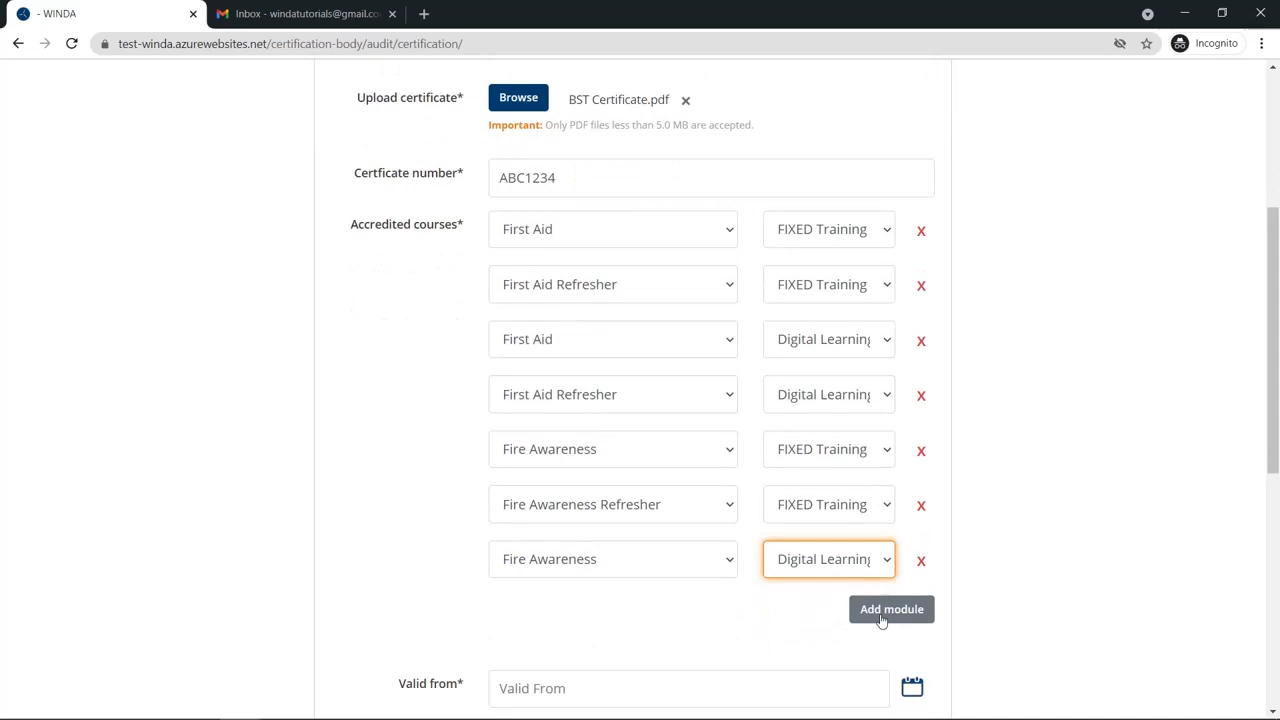 - WINDA
Inbox - windatutorials@gmail.co
test-winda.azurewebsites.net/certification-body/audit/certification/
Incognito
Upload certificate*
Browse
BST Certificate.pdf
Important: Only PDF files less than 5.0 MB are accepted.
Certficate number*
ABC1234
Accredited courses*
First Aid
FIXED Training
X
First Aid Refresher
FIXED Training
X
First Aid
Digital Learning
X
First Aid Refresher
Digital Learning
X
Fire Awareness
FIXED Training
X
Fire Awareness Refresher
FIXED Training
X
Fire Awareness
Digital Learning
X
Add module
Valid from*
Valid From